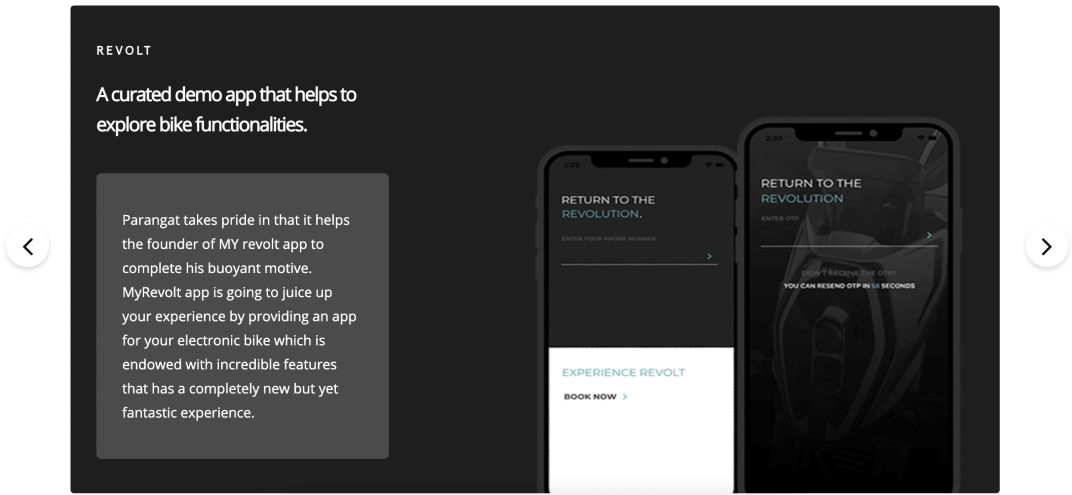 REVOLT
A curated demo app that helps to
explore bike functionalities.
Parangat takes pride in that it helps
the founder of MY revolt app to
complete his buoyant motive.
MyRevolt app is going to juice up
your experience by providing an app
for your electronic bike which is
endowed with incredible features
that has a completely new but yet
fantastic experience.
2:39
RETURN TO THE
REVOLUTION.
ENTER YOUR PHONE NUMBER
EXPERIENCE REVOLT
BOOK NOW
2:30
RETURN TO THE
REVOLUTION
ENTER OTP
DIDN'T RECEIVE THE OTP?
YOU CAN RESEND OTP IN 58 SECONDS